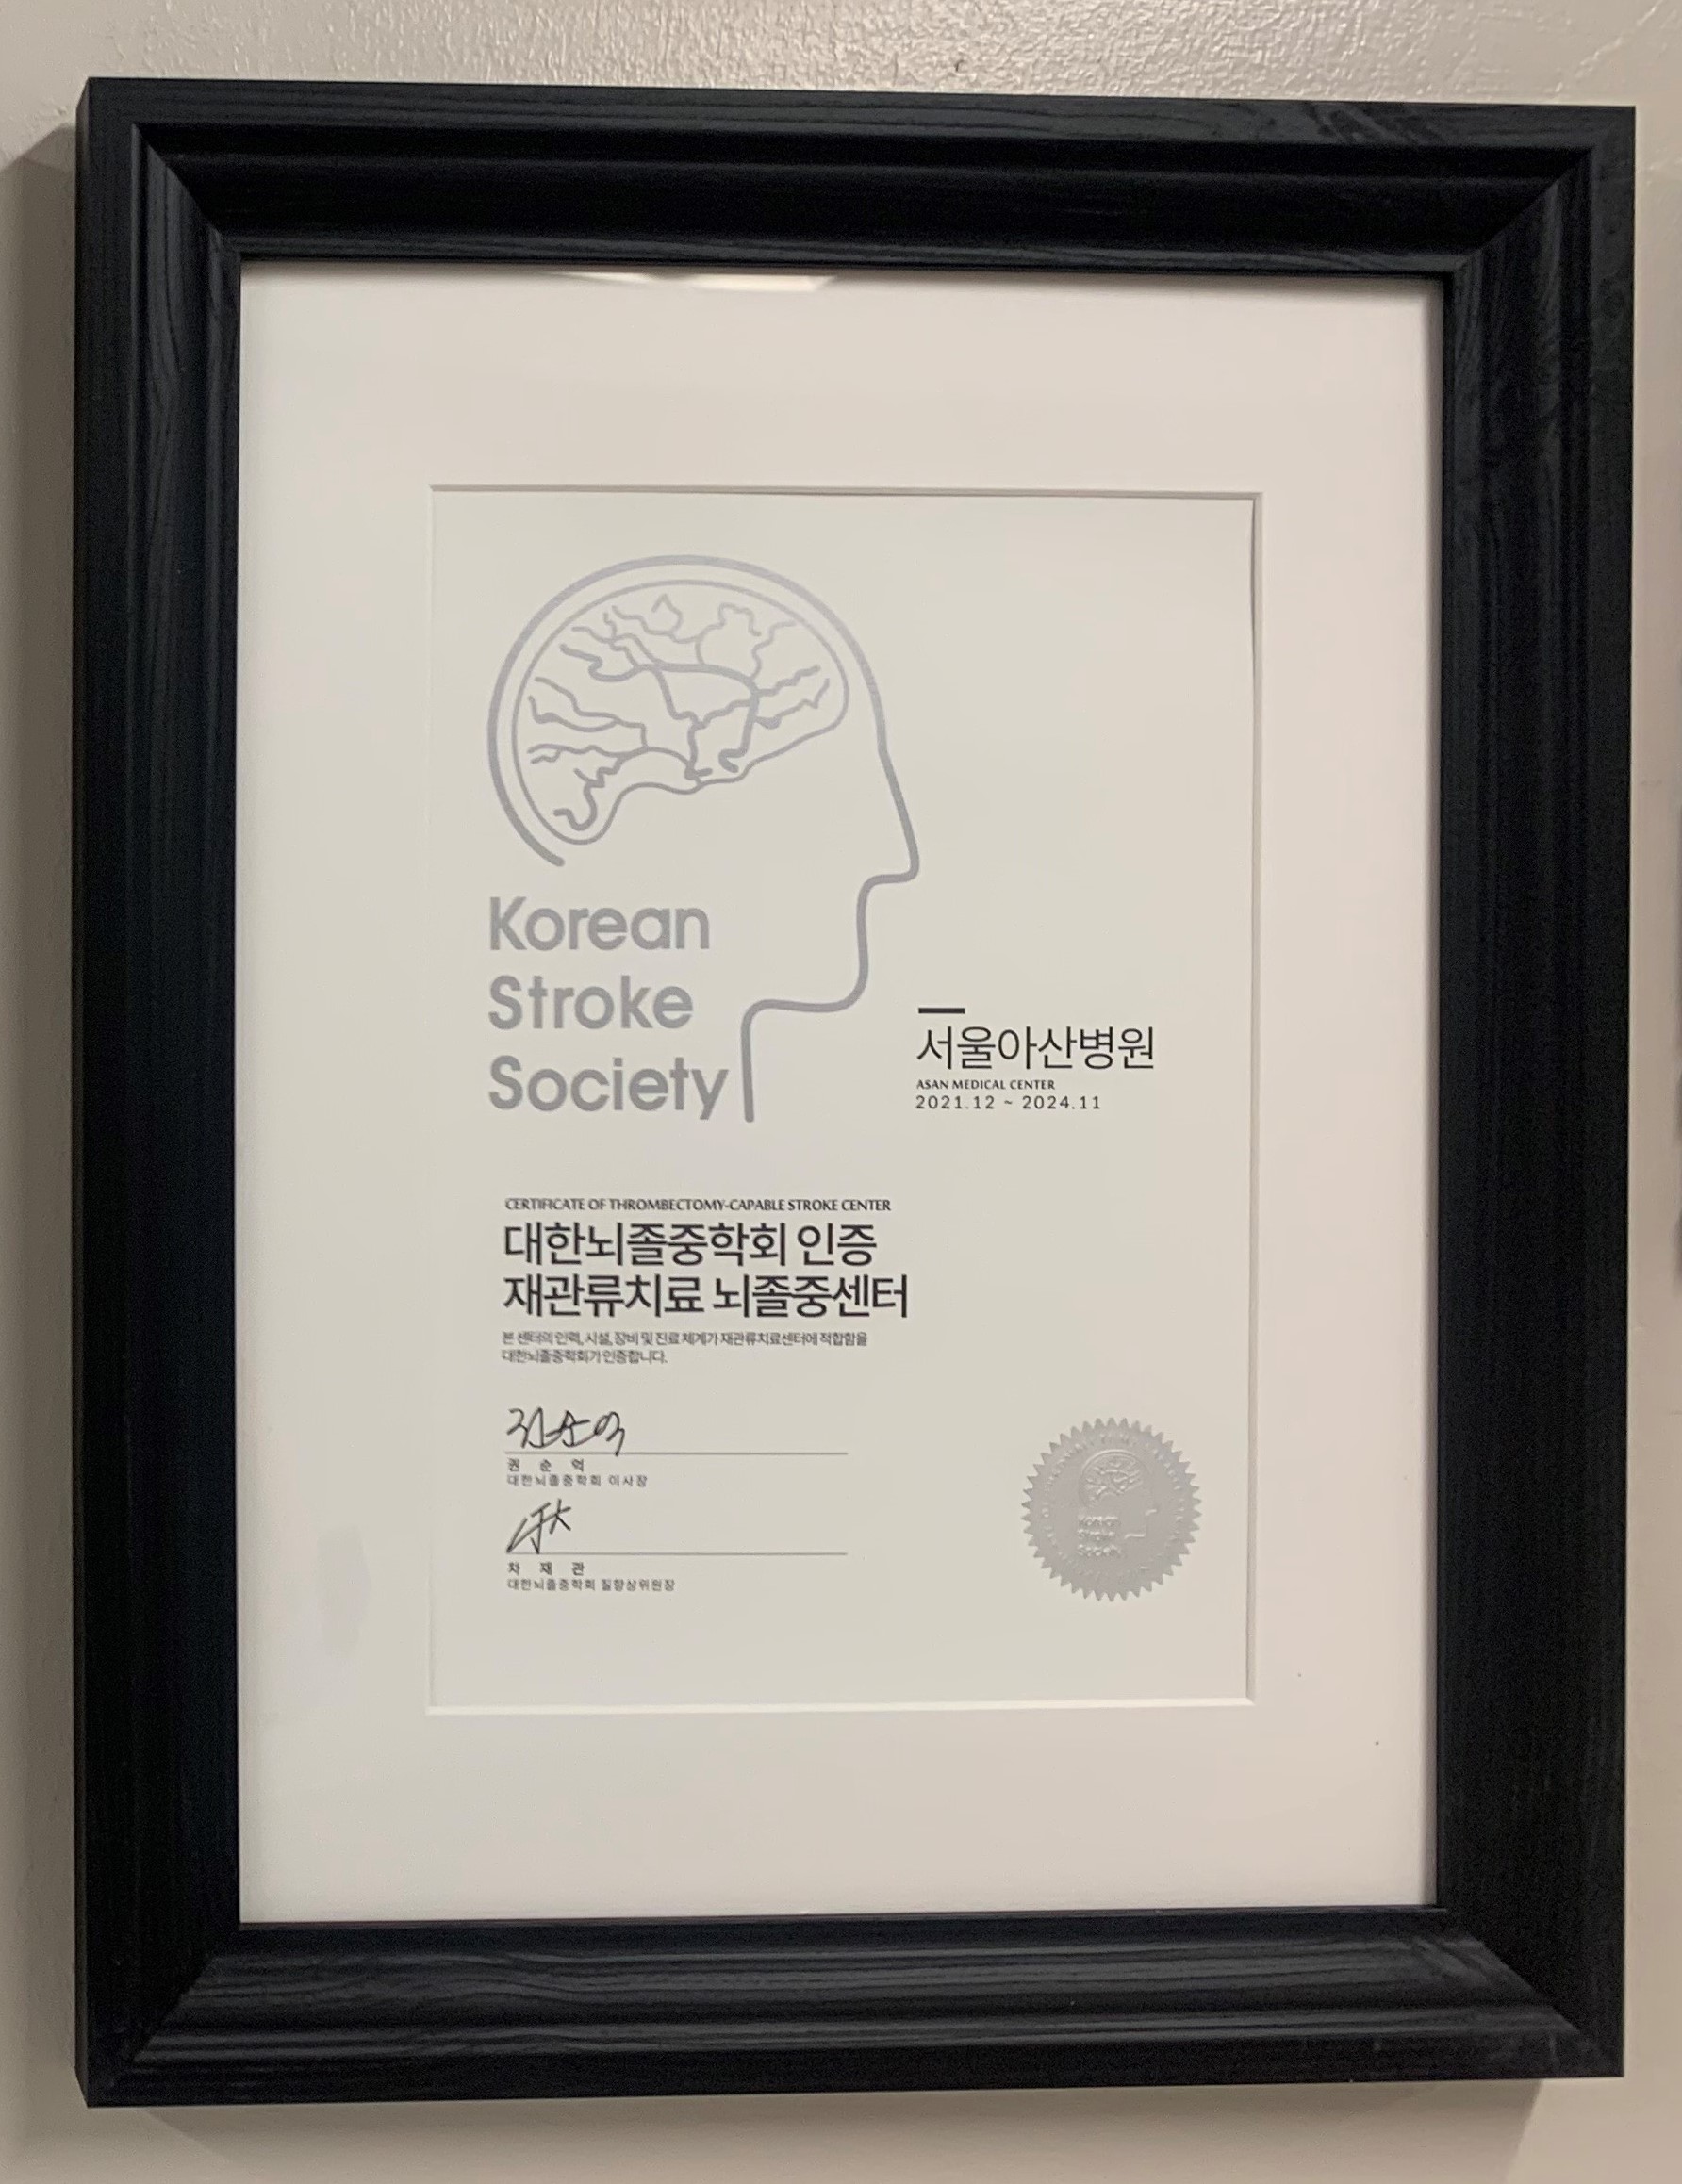 Korean
Stroke
Society
서울아산병원
ASAN MEDICAL CENTER
2021.12 ~ 2024.11
CERTIFICATE OF THROMBECTOMY-CAPABLE STROKE CENTER
대한뇌졸중학회 인증
재관류치료 뇌졸중센터
본 센터의 인력, 시설, 장비 및 진료 체계가 재관류치료센터에 적합함을
대한뇌졸중학회가 인증합니다.
권 순 억
대한뇌졸중학회 이사장
차 재 관
대한뇌졸중학회 질향상위원장
Korean
Stroke
Society